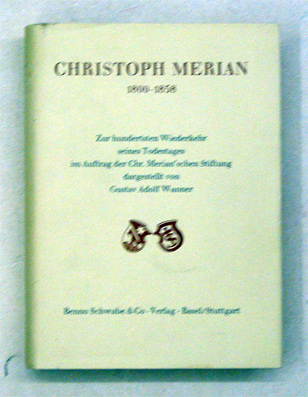 CHRISTOPH MERIAN
1800-1858
Zur hundertsten Wiederkehr
seines Todestages
im Auftrag der Chr. Merian'schen Stiftung
dargestellt von
Gustav Adolf Wanner
Benno Schwabe & Co · Verlag · Basel/Stuttgart